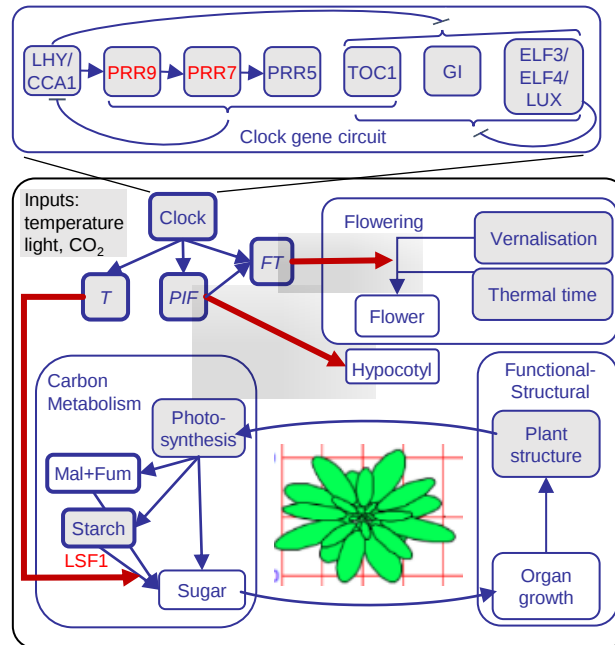 LHY/
CCA1
PRR9
PRR7
PRR5
TOC1
GI
ELF3/
ELF4/
LUX
Clock gene circuit
Inputs:
temperature
light, CO2
Clock
T
PIF
FT
Flowering
Vernalisation
Thermal time
Flower
Hypocotyl
Carbon
Metabolism
Photo-
synthesis
Mal+Fum
Starch
LSF1
Sugar
Functional-
Structural
Plant
structure
Organ
growth